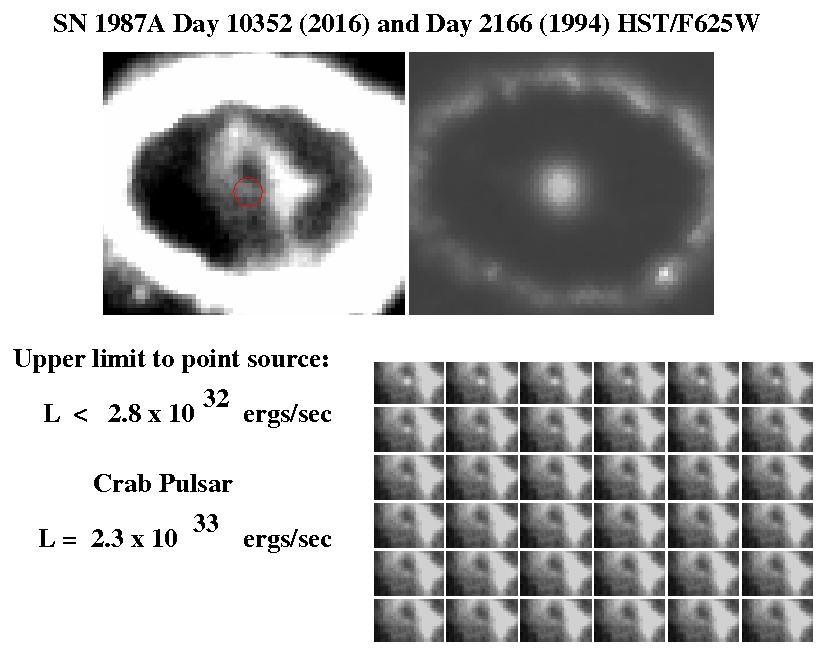 SN 1987A Day 10352 (2016) and Day 2166 (1994) HST/F625W
Upper limit to point source:
L < 2.8 x 10 32 ergs/sec
Crab Pulsar
L = 2.3 x 10 33 ergs/sec